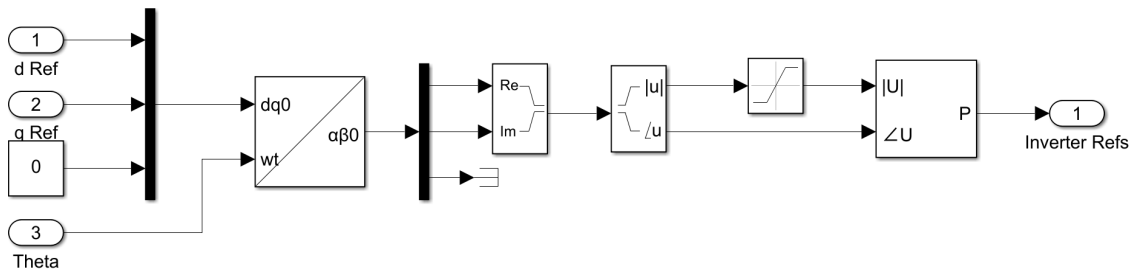 1
d Ref
2
q Ref
0
3
Theta
dq0
wt
αβ0
Re
Im
|u|
∠u
|U|
∠U
P
1
Inverter Refs